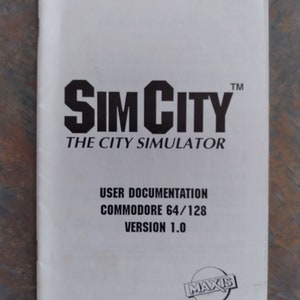 SIMCITY™
THE CITY SIMULATOR
USER DOCUMENTATION
COMMODORE 64/128
VERSION 1.0
MAXIS